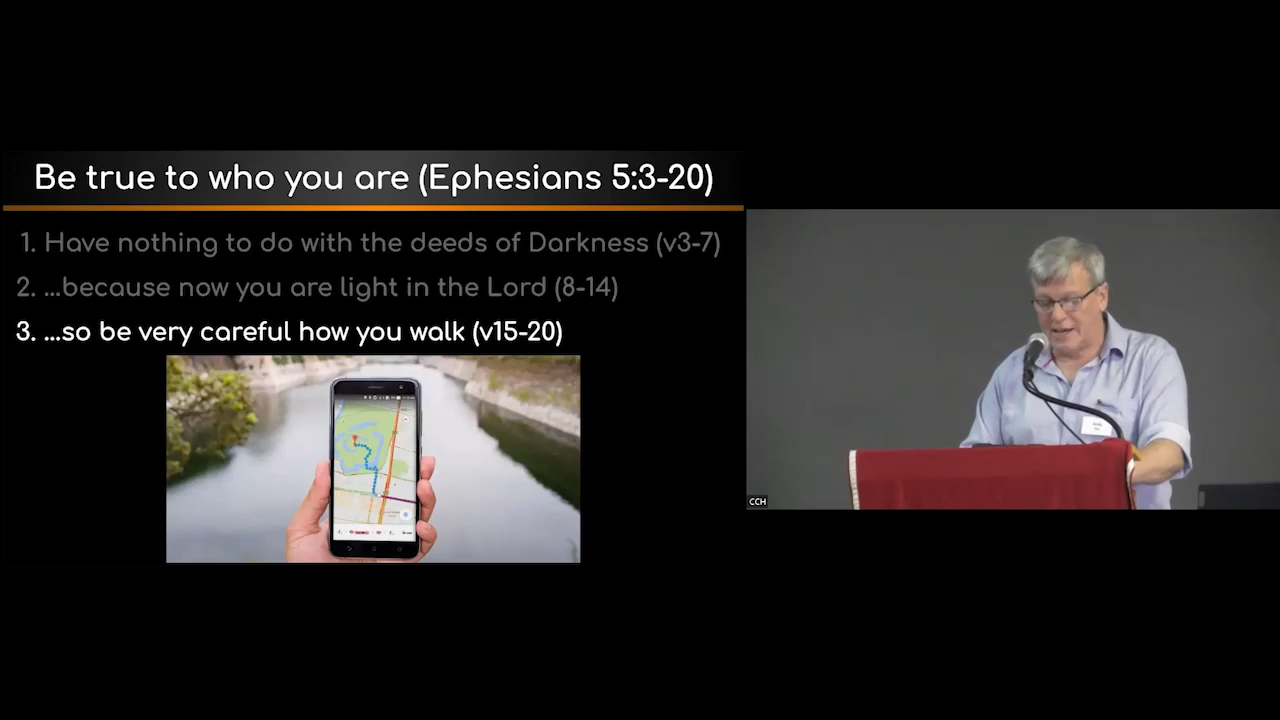 Be true to who you are (Ephesians 5:3-20)
1. Have nothing to do with the deeds of Darkness (v3-7)
2. ...because now you are light in the Lord (8-14)
3. ...so be very careful how you walk (v15-20)
CCH